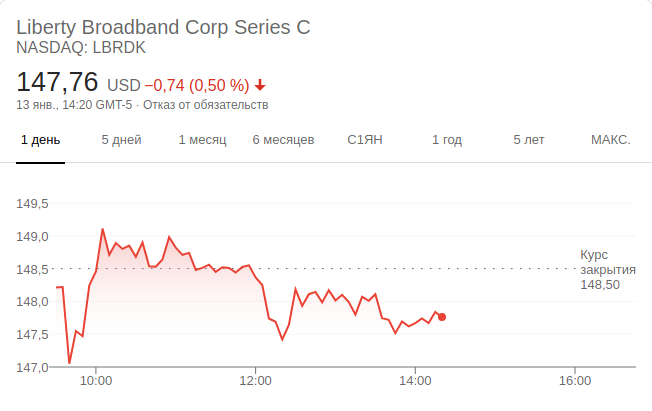 Liberty Broadband Corp Series C
NASDAQ: LBRDK
147,76 USD −0,74 (0,50 %)
13 янв., 14:20 GMT-5 · Отказ от обязательств
1 день 5 дней 1 месяц 6 месяцев С1ЯН 1 год 5 лет МАКС.
149,5
149,0
148,5
148,0
147,5
147,0
Курс
закрытия
148,50
10:00 12:00 14:00 16:00